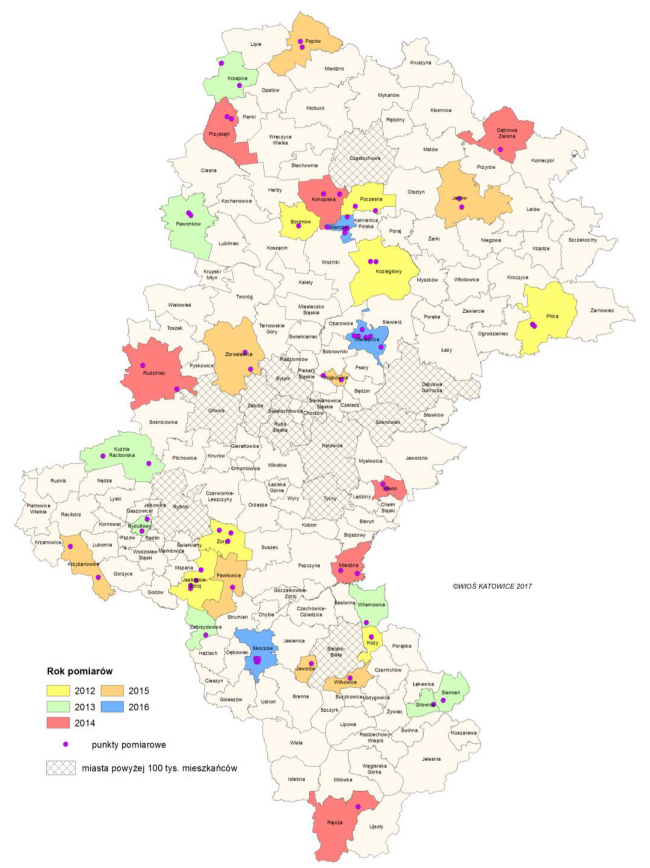 Popów
Lipie
Kruszyna
Miedźno
Krzepice
Opatów
Mykanów
Kłobuck
Kłomnice
Panki
Rędziny
Przystajń
Wręczyca
Wielka
Częstochowa
Mstów
Dąbrowa
Zielona
Koniecpol
Przyrów
Ciasna
Blachownia
Herby
Olsztyn
Janów
Kochanowice
Konopiska
Poczesna
Lelów
Pawonków
Boronów
Kamienica
Polska
Poraj
Lubliniec
Koszęcin
Żarki
Niegowa
Irządze
Szczekociny
Woźniki
Koziegłowy
Krupski
Młyn
Kalety
Myszków
Włodowice
Kroczyce
Tworóg
Miasteczko
Śląskie
Wielowieś
Pilica
Żarnowiec
Ożarowice
Siewierz
Poręba
Zawiercie
Toszek
Tarnowskie
Góry
Świerklaniec
Mierzęcice
Ogrodzieniec
Zbrosławice
Bobrowniki
Łazy
Radzionków
Psary
Rudziniec
Pyskowice
Bytom
Piekary
Śląskie
Wojkowice
Będzin
Dąbrowa
Górnicza
Siemianowice
Śląskie
Czeladź
Sławków
Gliwice
Zabrze
Świętochłowice
Chorzów
Sośnicowice
Ruda
Śląska
Sosnowiec
Katowice
Kuźnia
Raciborska
Gierałtowice
Mysłowice
Jaworzno
Pilchowice
Knurów
Ornontowice
Mikołów
Rudnik
Nędza
Łaziska
Górne
Lędziny
Imielin
Lyski
Czerwionka-
Leszczyny
Wyry
Tychy
Chełm
Śląski
Pietrowice
Wielkie
Racibórz
Gaszowice
Jejkowice
Rybnik
Orzesze
Kornowac
Rydułtowy
Kobiór
Bieruń
Krzanowice
Pszów
Radlin
Bojszowy
Lubomia
Świerklany
Żory
Wodzisław
Śląski
Marklowice
Suszec
Krzyżanowice
Mszana
Pszczyna
Miedźna
Gorzyce
Jastrzębie-
Zdrój
Pawłowice
Godów
Goczałkowice-
Zdrój
©WIOŚ KATOWICE 2017
Strumień
Czechowice-
Dziedzice
Bestwina
Wilamowice
Zebrzydowice
Chybie
Hażlach
Dębowiec
Skoczów
Jasienica
Bielsko-
Biała
Kozy
Porąbka
Cieszyn
Jaworze
Wilkowice
Czernichów
Łękawica
Ślemień
Goleszów
Ustroń
Brenna
Buczkowice
Łodygowice
Gilowice
Szczyrk
Żywiec
Lipowa
Świnna
Koszarawa
Wisła
Radziechowy-
Wieprz
Jeleśnia
Węgierska
Górka
Istebna
Milówka
Rajcza
Ujsoły
Rok pomiarów
2012
2015
2013
2016
2014
punkty pomiarowe
miasta powyżej 100 tys. mieszkańców